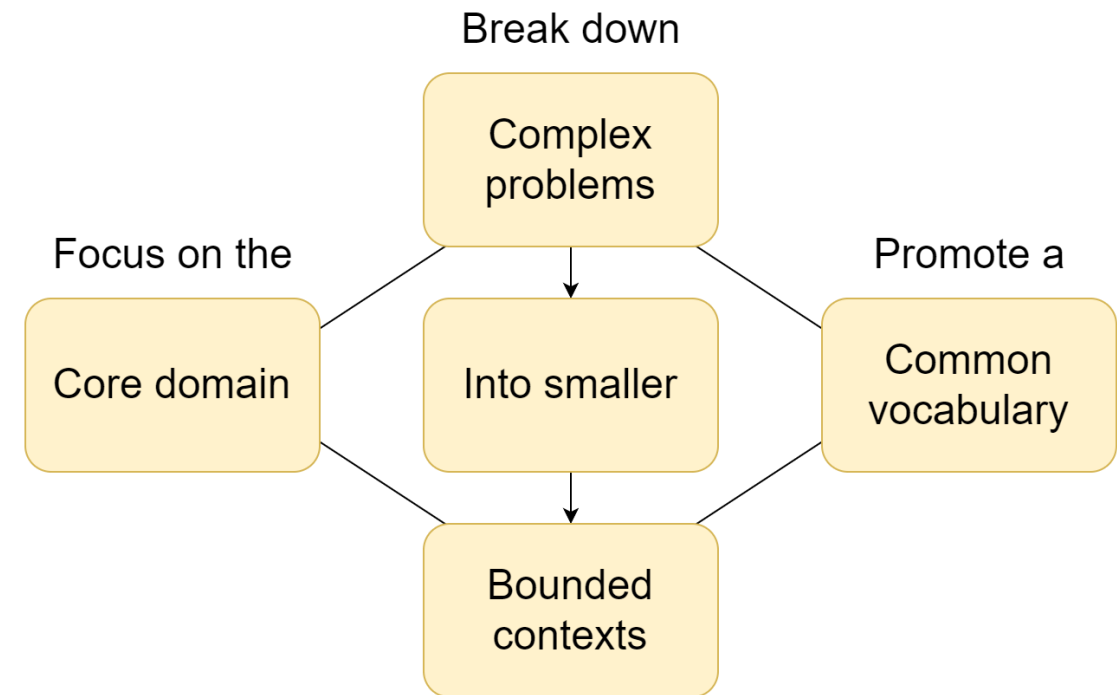 Break down
Complex
problems
Focus on the
Promote a
Core domain
Into smaller
Common
vocabulary
Bounded
contexts